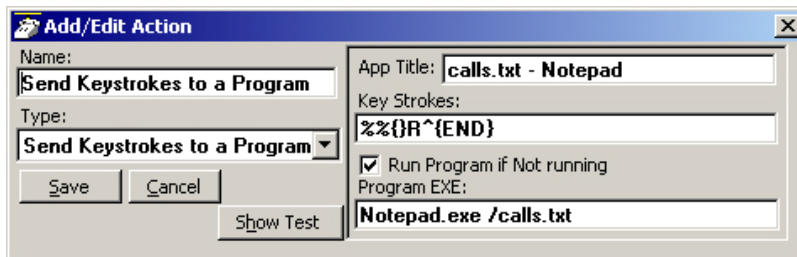 Add/Edit Action
Name:
Send Keystrokes to a Program
Type:
Send Keystrokes to a Program
Save Cancel
Show Test
App Title: calls.txt - Notepad
Key Strokes:
%%{}R^{END}
Run Program if Not running
Program EXE:
Notepad.exe /calls.txt